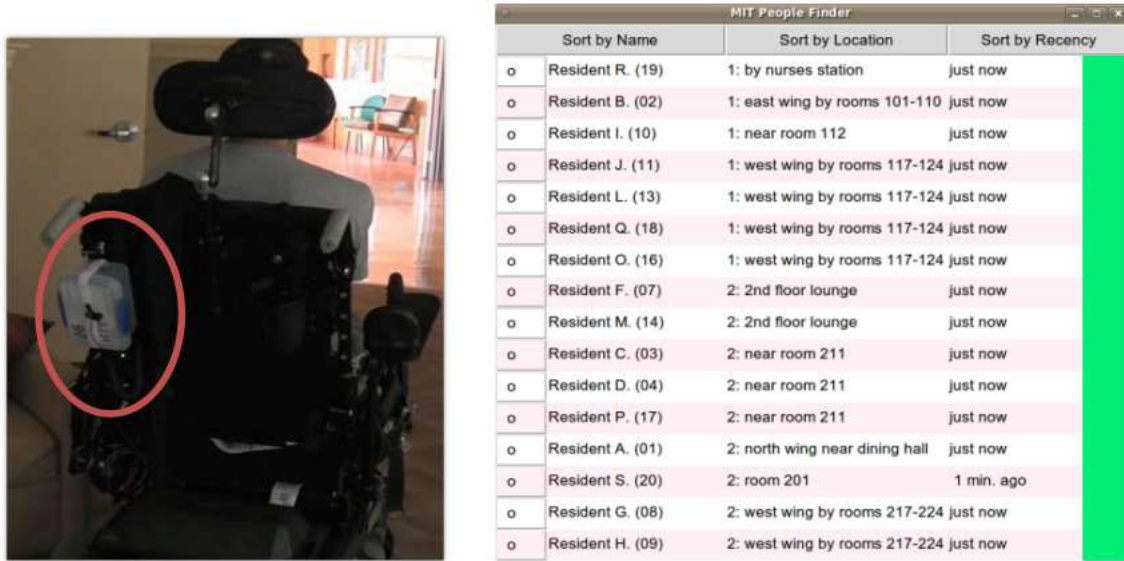 MIT People Finder
Sort by Name Sort by Location Sort by Recency
o Resident R. (19) 1: by nurses station just now
o Resident B. (02) 1: east wing by rooms 101-110 just now
o Resident I. (10) 1: near room 112 just now
o Resident J. (11) 1: west wing by rooms 117-124 just now
o Resident L. (13) 1: west wing by rooms 117-124 just now
o Resident Q. (18) 1: west wing by rooms 117-124 just now
o Resident O. (16) 1: west wing by rooms 117-124 just now
o Resident F. (07) 2: 2nd floor lounge just now
o Resident M. (14) 2: 2nd floor lounge just now
o Resident C. (03) 2: near room 211 just now
o Resident D. (04) 2: near room 211 just now
o Resident P. (17) 2: near room 211 just now
o Resident A. (01) 2: north wing near dining hall just now
o Resident S. (20) 2: room 201 1 min. ago
o Resident G. (08) 2: west wing by rooms 217-224 just now
o Resident H. (09) 2: west wing by rooms 217-224 just now